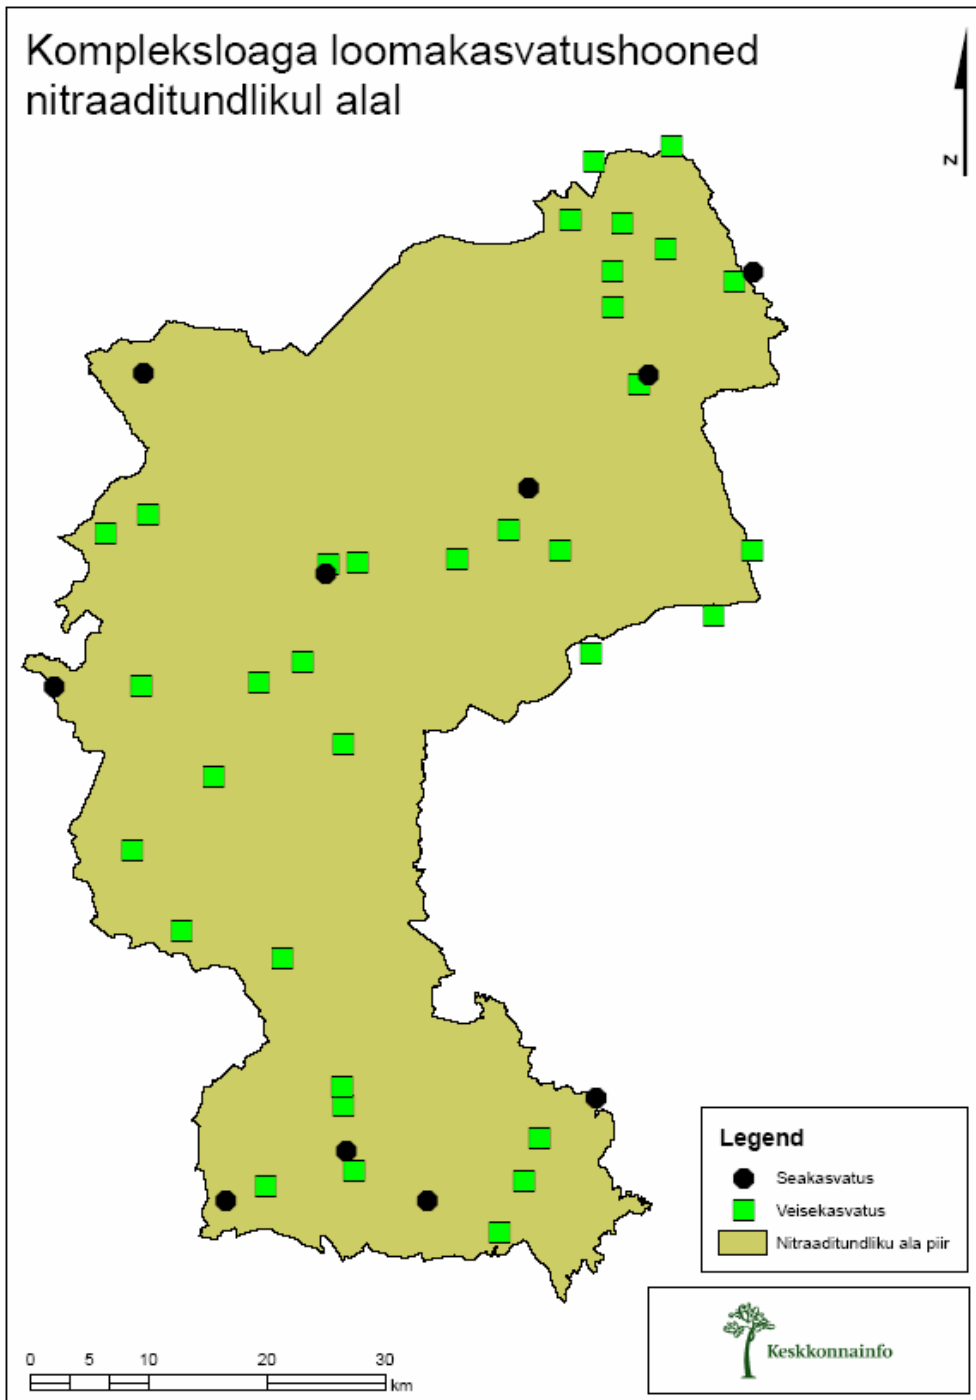 Kompleksloaga loomakasvatushooned
nitraaditundlikul alal
N
Legend
Seakasvatus
Veisekasvatus
Nitraaditundliku ala piir
Keskkonnainfo
0 5 10 20 30
km